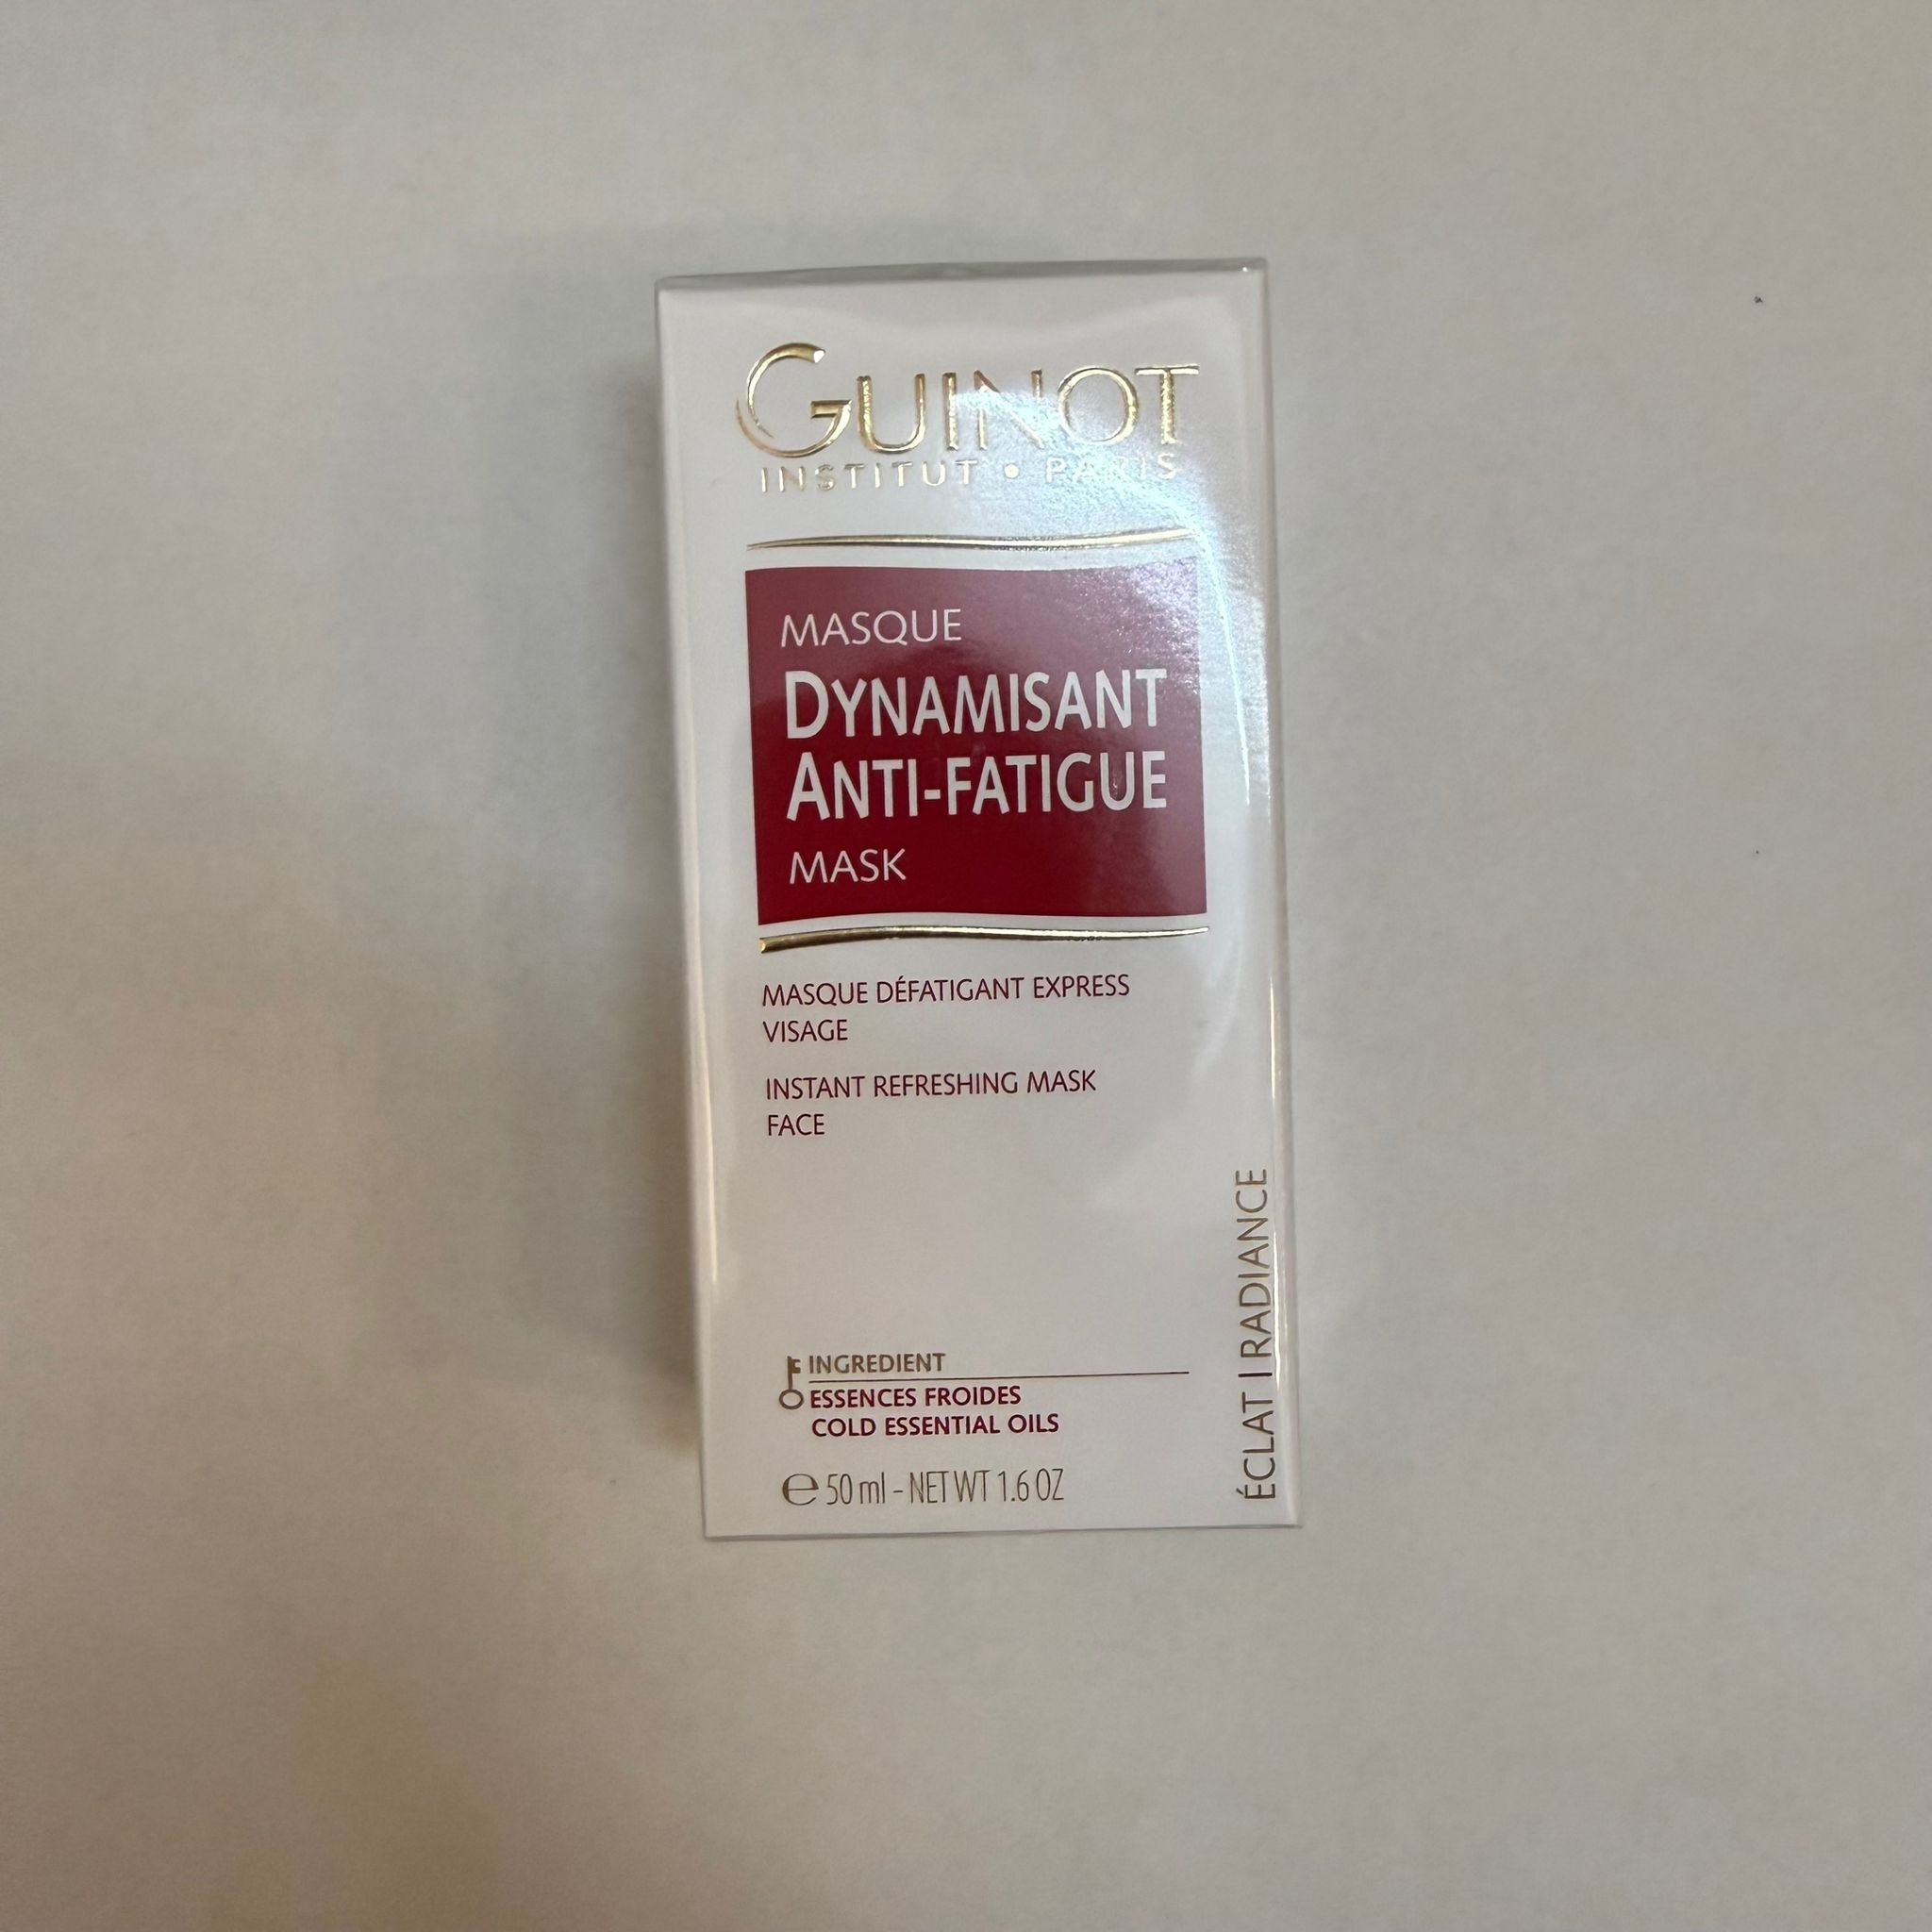 GUINOT
INSTITUT • PARIS
MASQUE
DYNAMISANT
ANTI-FATIGUE
MASK
MASQUE DÉFATIGANT EXPRESS
VISAGE
INSTANT REFRESHING MASK
FACE
INGREDIENT
ESSENCES FROIDES
COLD ESSENTIAL OILS
℮ 50 ml - NET WT 1.6 OZ
ÉCLAT | RADIANCE